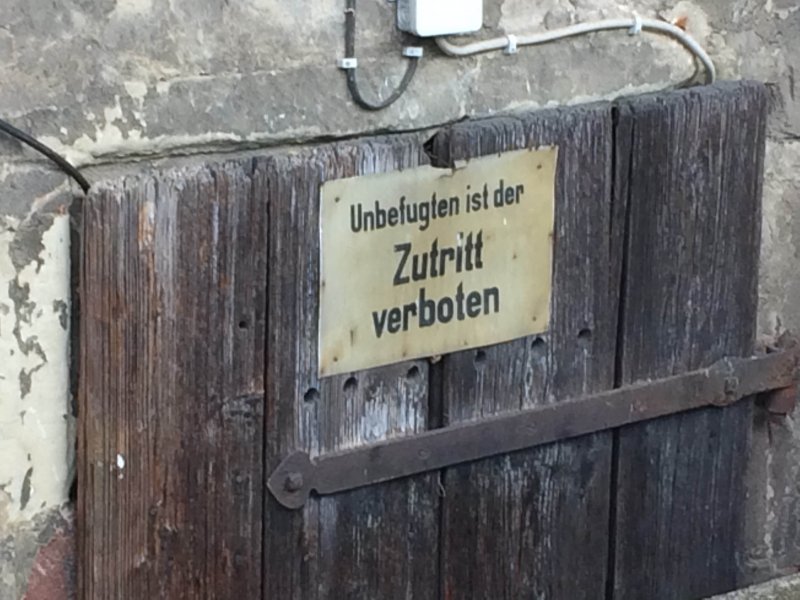 Unbefugten ist der
Zutritt
verboten